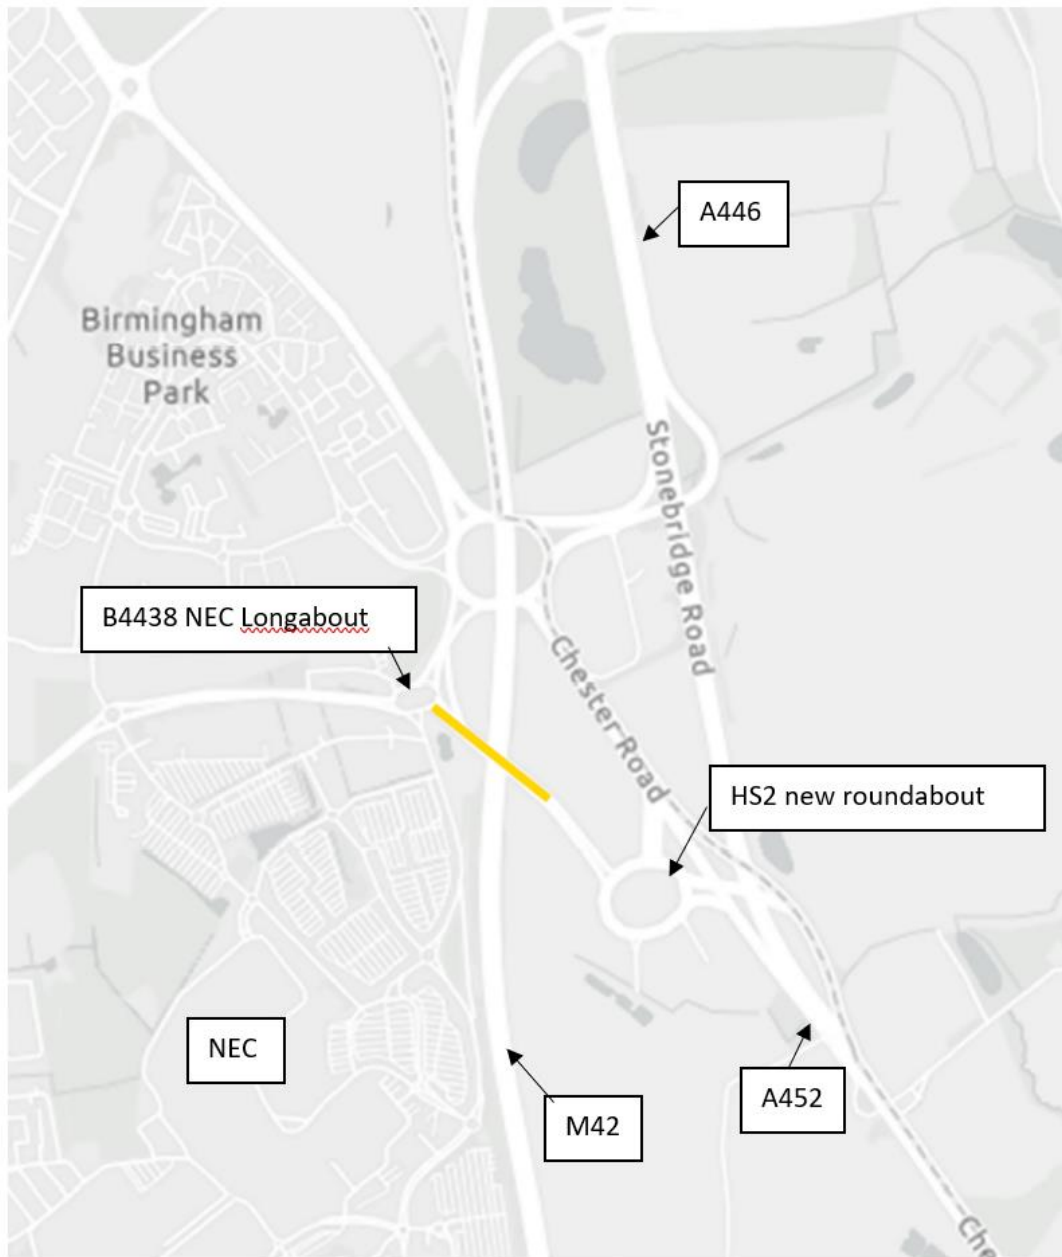 A446
Birmingham
Business
Park
Stonebridge Road
B4438 NEC Longabout
Chester Road
HS2 new roundabout
NEC
A452
M42
Che